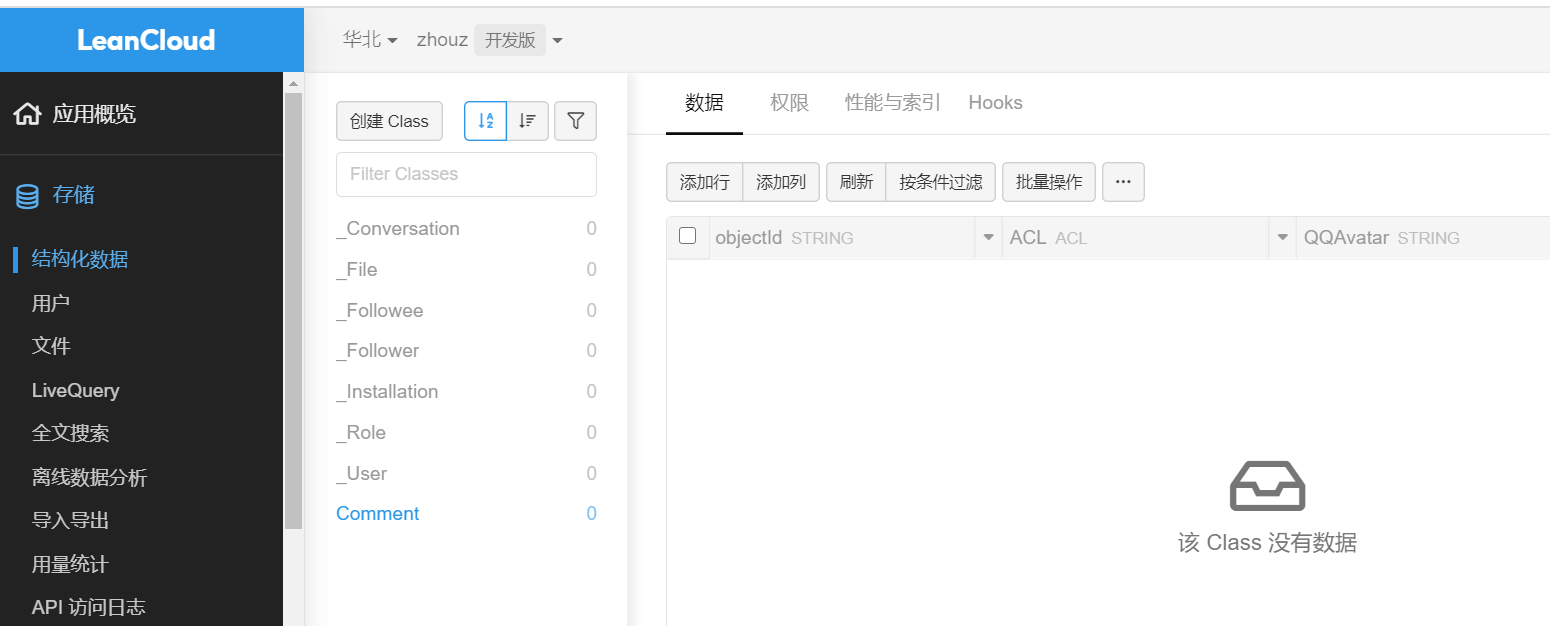 LeanCloud
华北 zhouz 开发版
应用概览
存储
结构化数据
用户
文件
LiveQuery
全文搜索
离线数据分析
导入导出
用量统计
API 访问日志
创建 Class
Filter Classes
_Conversation 0
_File 0
_Followee 0
_Follower 0
_Installation 0
_Role 0
_User 0
Comment 0
数据 权限 性能与索引 Hooks
添加行 添加列 刷新 按条件过滤 批量操作 ···
objectId STRING ACL ACL QQAvatar STRING
该 Class 没有数据